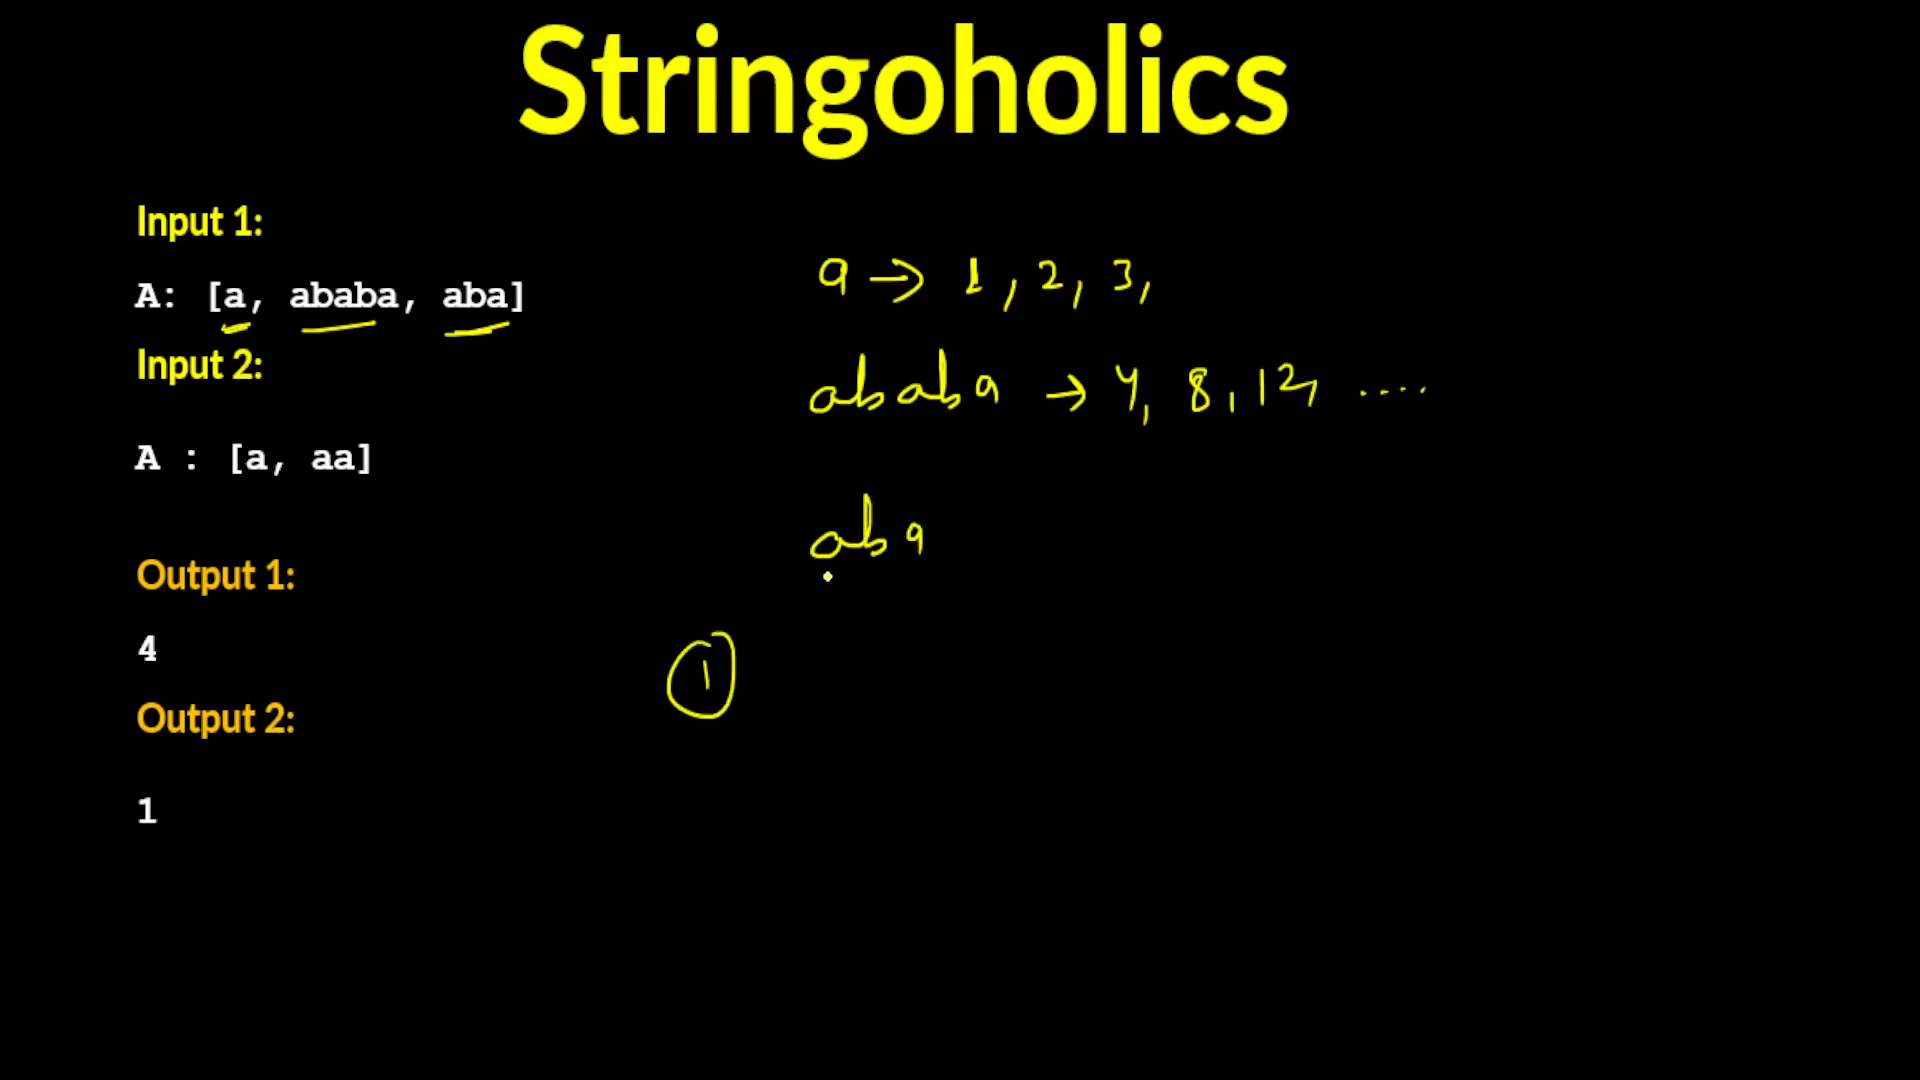 Stringoholics
Input 1:
A: [a, ababa, aba]
Input 2:
A : [a, aa]
Output 1:
4
Output 2:
1
a → 1, 2, 3,
ababa → 4, 8, 12, ....
aba
1